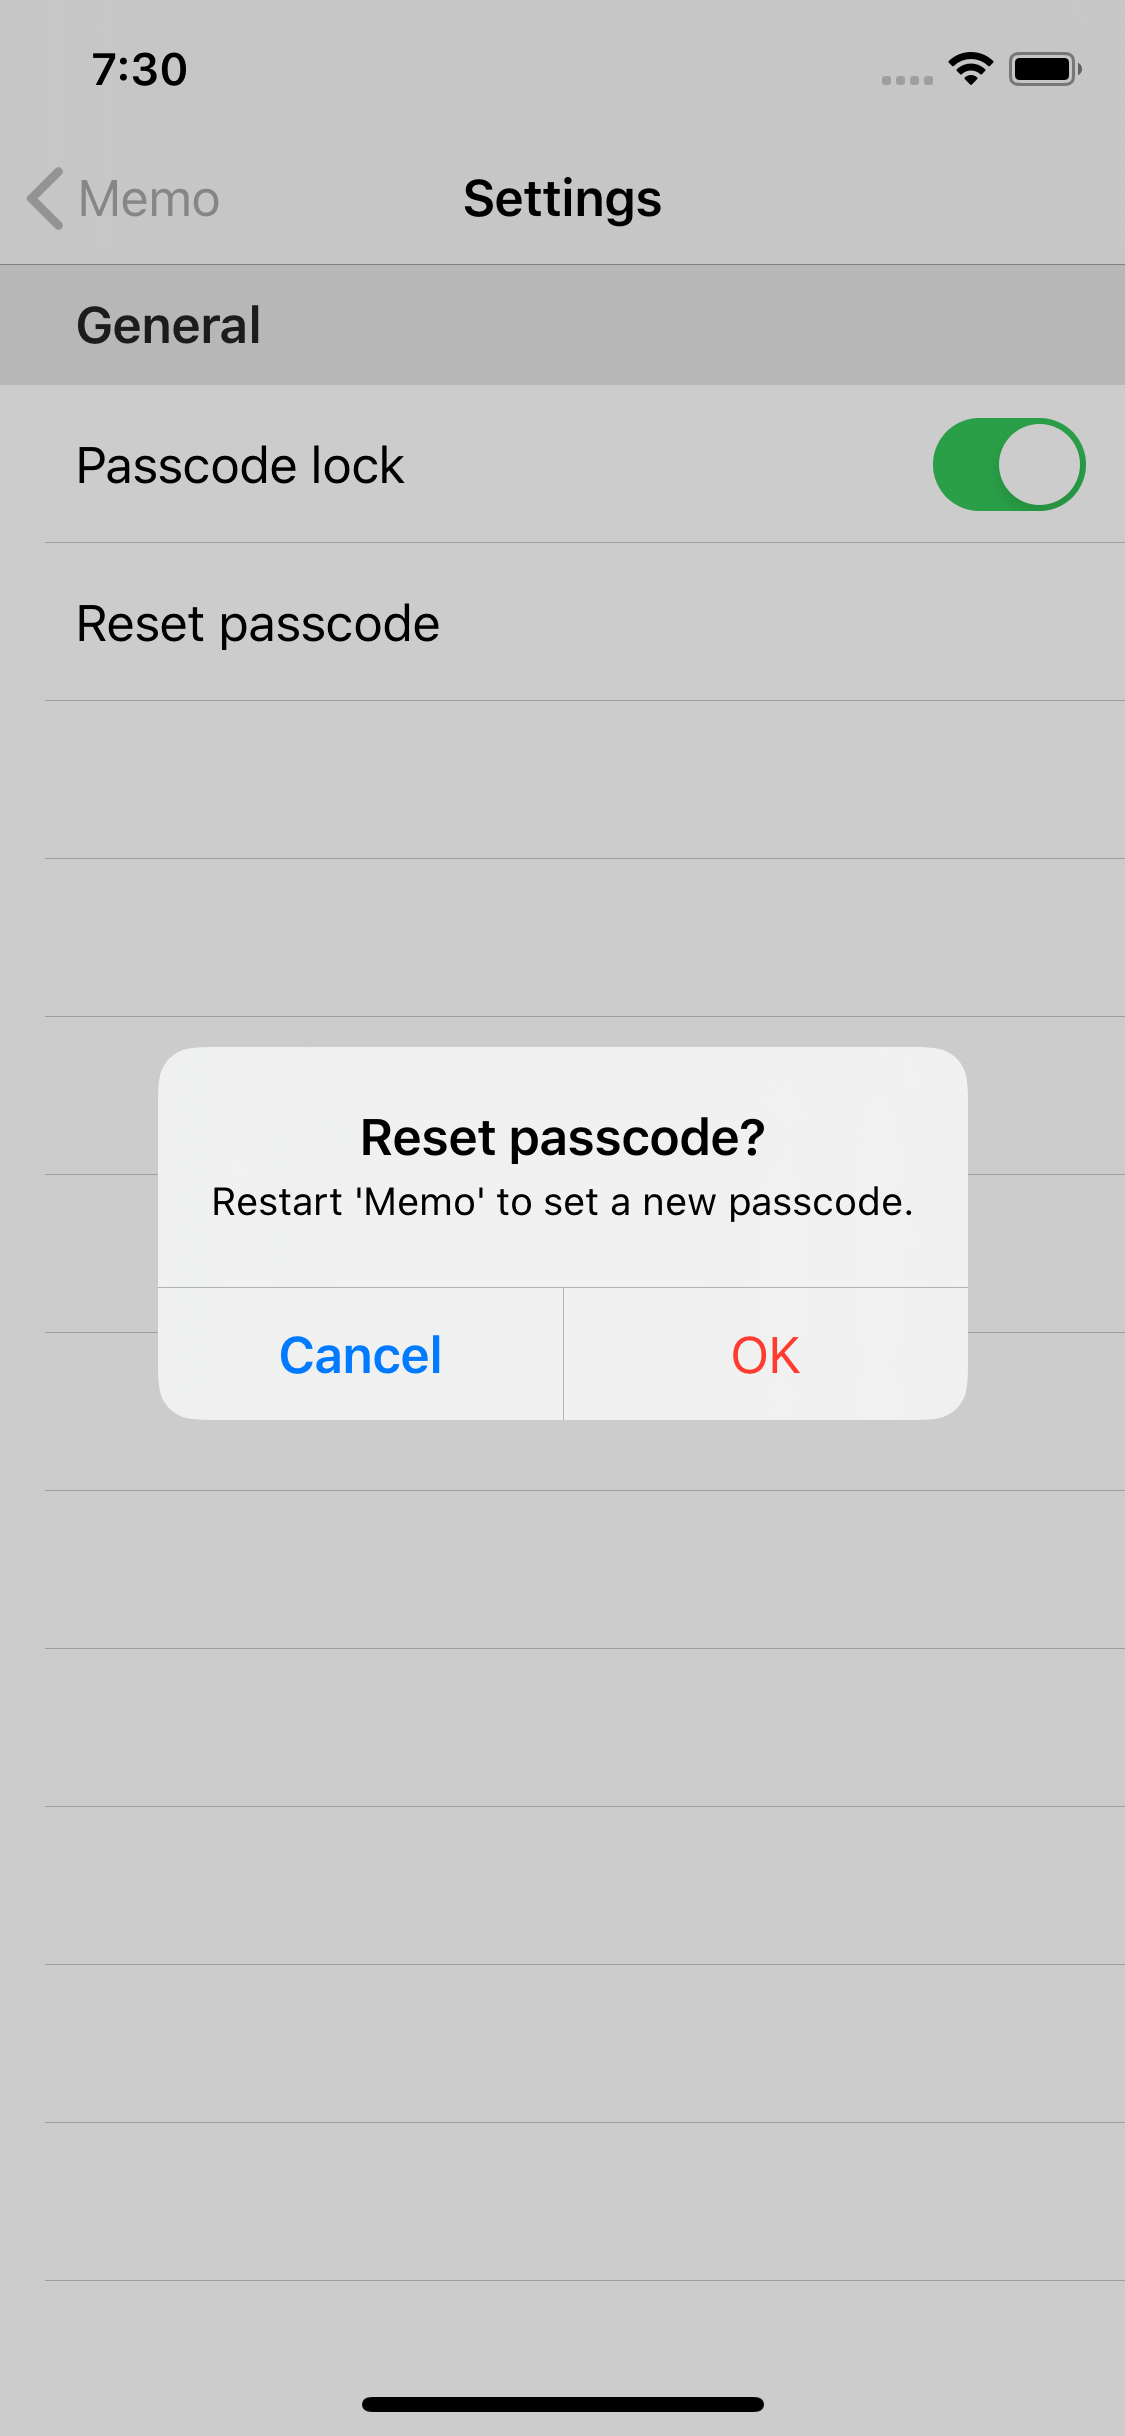 7:30
Memo
Settings
General
Passcode lock
Reset passcode
Reset passcode?
Restart 'Memo' to set a new passcode.
Cancel
OK